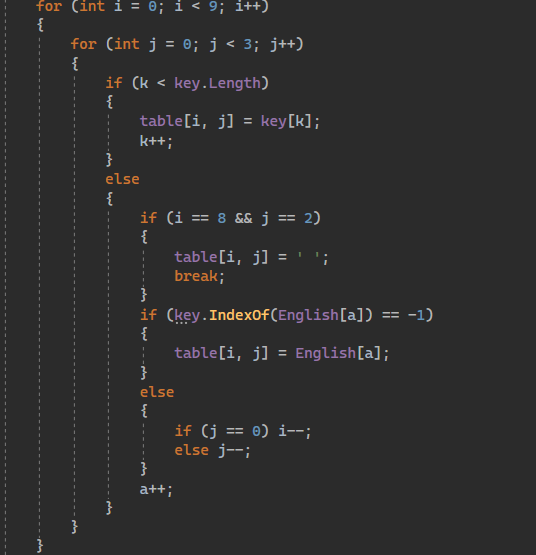 for (int i = 0; i < 9; i++)
{
for (int j = 0; j < 3; j++)
{
if (k < key.Length)
{
table[i, j] = key[k];
k++;
}
else
{
if (i == 8 && j == 2)
{
table[i, j] = ' ';
break;
}
if (key.IndexOf(English[a]) == -1)
{
table[i, j] = English[a];
}
else
{
if (j == 0) i--;
else j--;
}
a++;
}
}
}